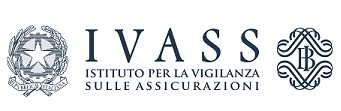 IVASS
ISTITUTO PER LA VIGILANZA
SULLE ASSICURAZIONI